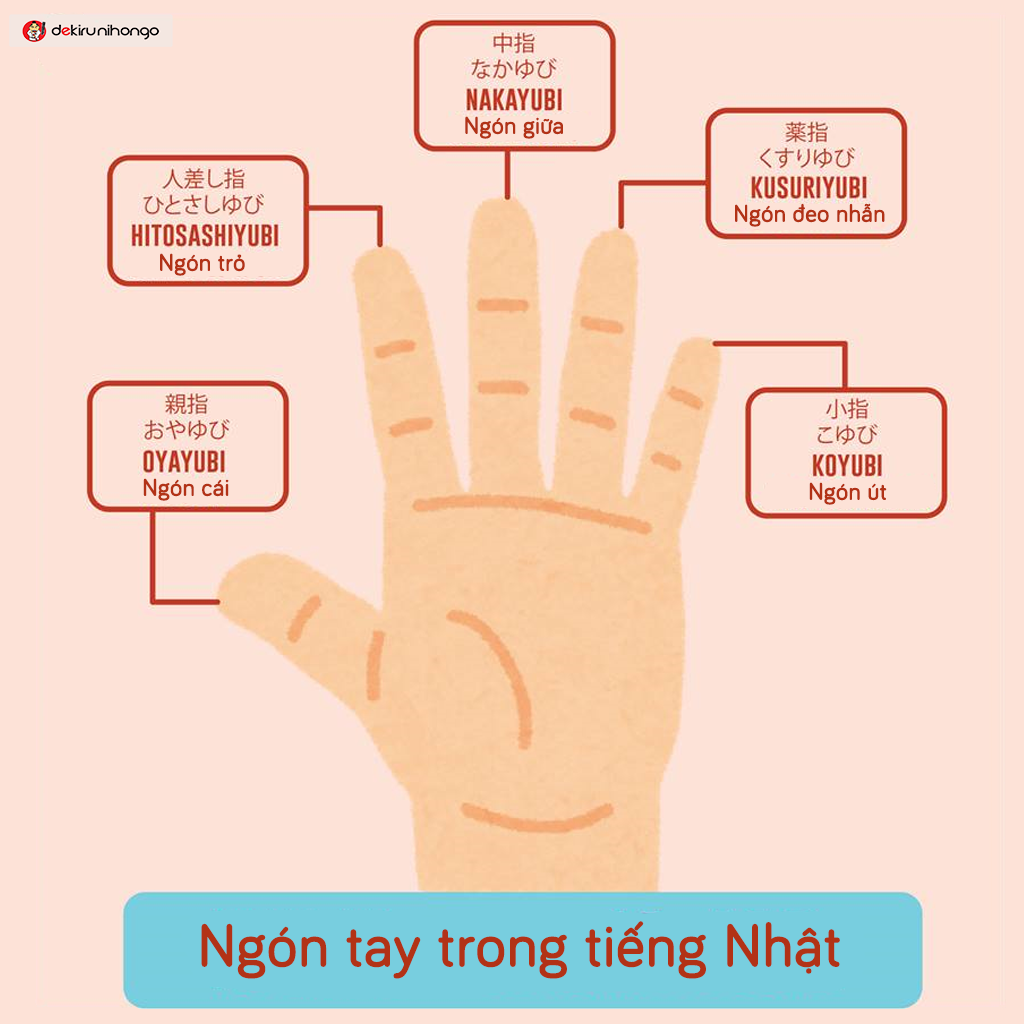 dekirunihongo
中指
なかゆび
NAKAYUBI
Ngón giữa
薬指
くすりゆび
KUSURIYUBI
Ngón đeo nhẫn
人差し指
ひとさしゆび
HITOSASHIYUBI
Ngón trỏ
親指
おやゆび
OYAYUBI
Ngón cái
小指
こゆび
KOYUBI
Ngón út
Ngón tay trong tiếng Nhật